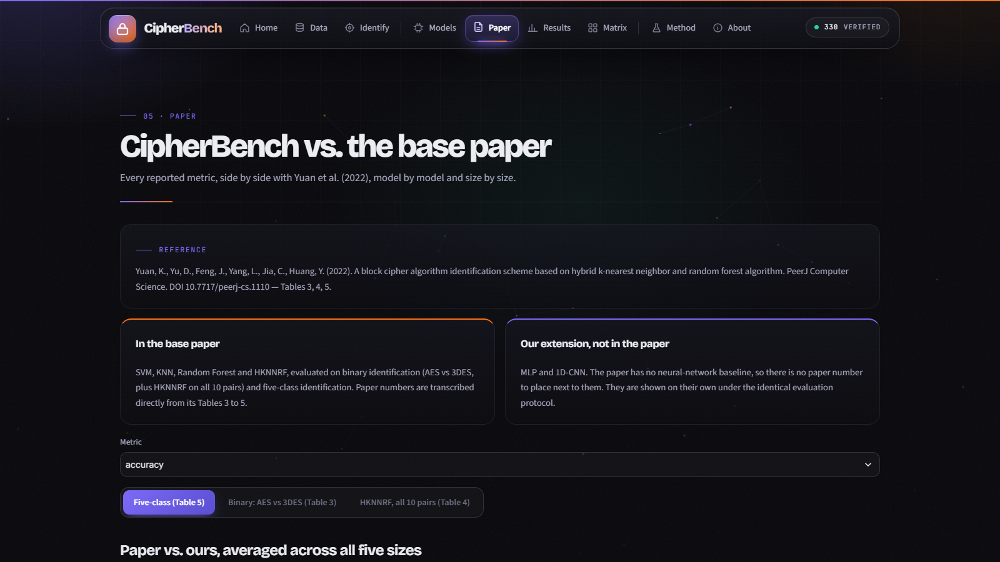 CipherBench
Home
Data
Identify
Models
Paper
Results
Matrix
Method
About
330 VERIFIED
05 · PAPER
CipherBench vs. the base paper
Every reported metric, side by side with Yuan et al. (2022), model by model and size by size.
REFERENCE
Yuan, K., Yu, D., Feng, J., Yang, L., Jia, C., Huang, Y. (2022). A block cipher algorithm identification scheme based on hybrid k-nearest neighbor and random forest algorithm. PeerJ Computer
Science. DOI 10.7717/peerj-cs.1110 — Tables 3, 4, 5.
In the base paper
SVM, KNN, Random Forest and HKNNRF, evaluated on binary identification (AES vs 3DES,
plus HKNNRF on all 10 pairs) and five-class identification. Paper numbers are transcribed
directly from its Tables 3 to 5.
Our extension, not in the paper
MLP and 1D-CNN. The paper has no neural-network baseline, so there is no paper number
to place next to them. They are shown on their own under the identical evaluation
protocol.
Metric
accuracy
Five-class (Table 5)
Binary: AES vs 3DES (Table 3)
HKNNRF, all 10 pairs (Table 4)
Paper vs. ours, averaged across all five sizes